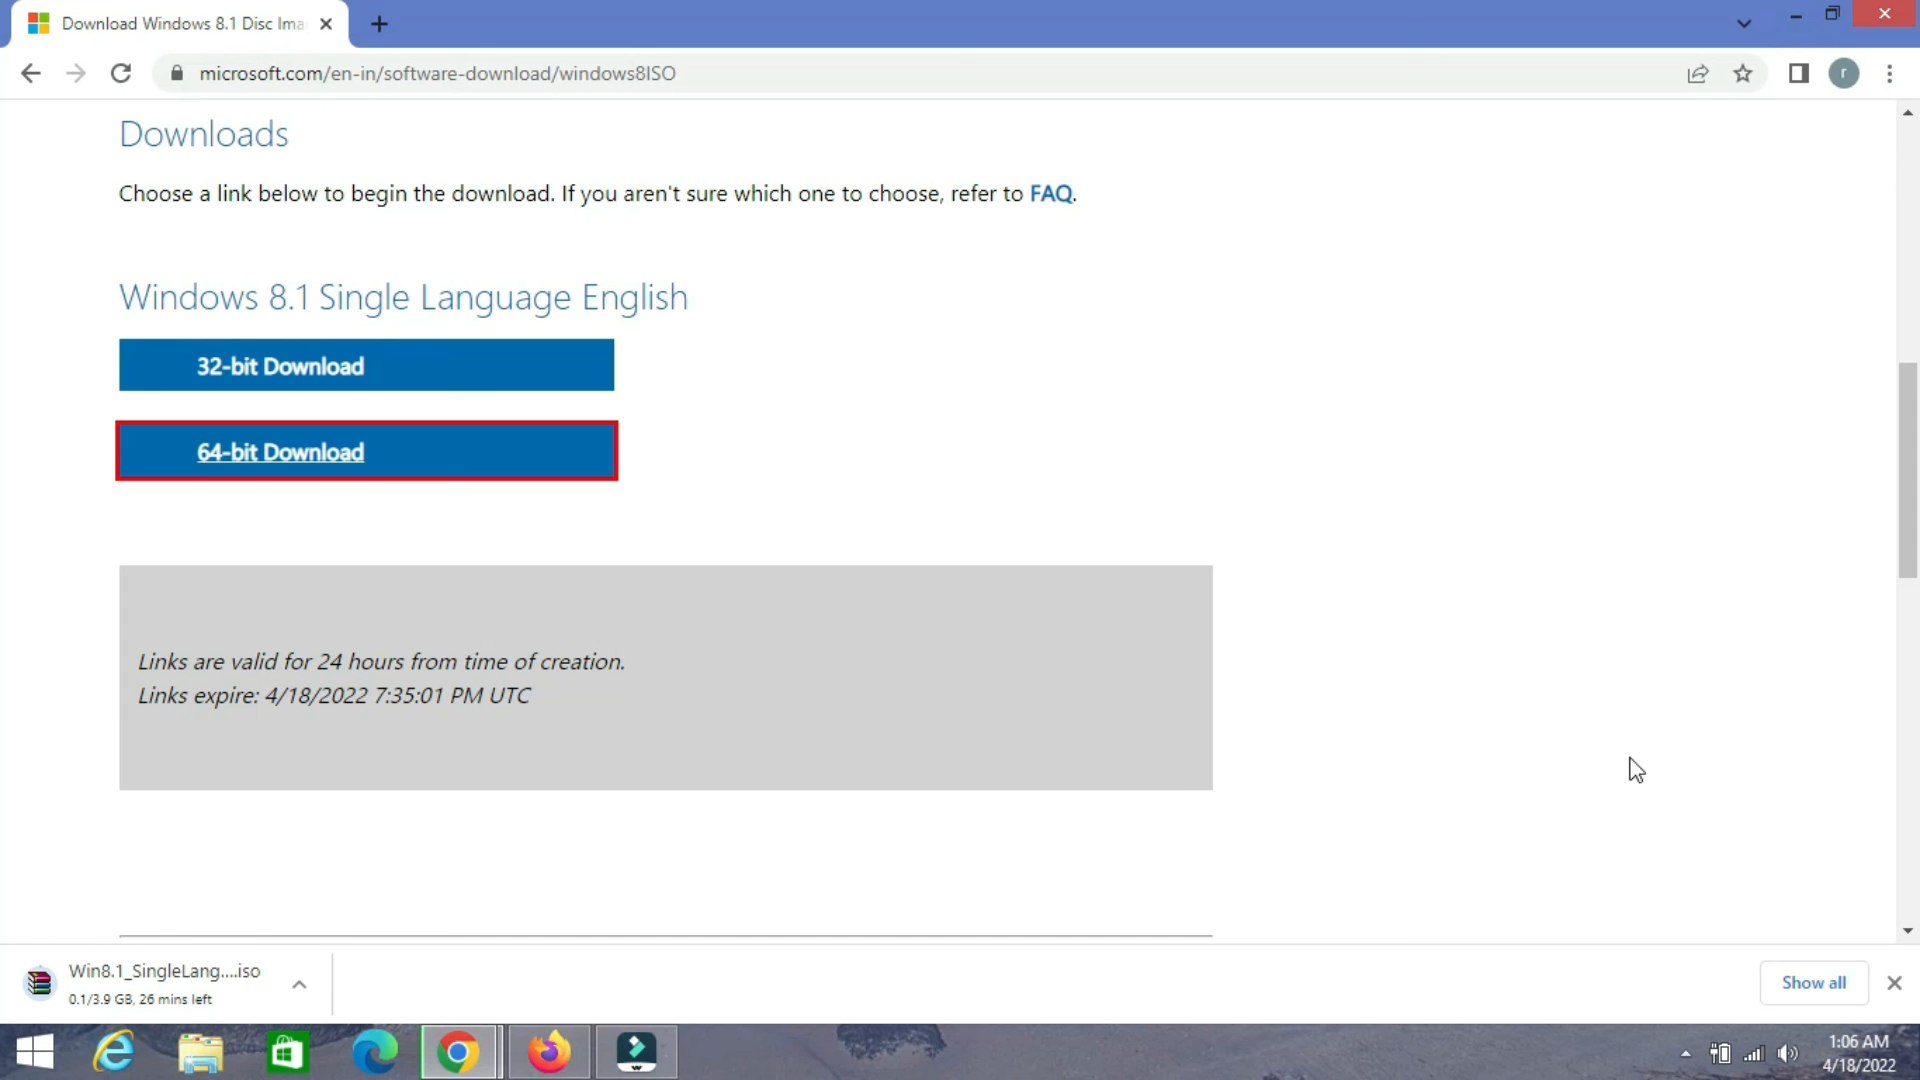 Download Windows 8.1 Disc Ima
microsoft.com/en-in/software-download/windows8ISO
r
Downloads
Choose a link below to begin the download. If you aren't sure which one to choose, refer to FAQ.
Windows 8.1 Single Language English
32-bit Download
64-bit Download
Links are valid for 24 hours from time of creation.
Links expire: 4/18/2022 7:35:01 PM UTC
Win8.1_SingleLang....iso
0.1/3.9 GB, 26 mins left
Show all
1:06 AM
4/18/2022